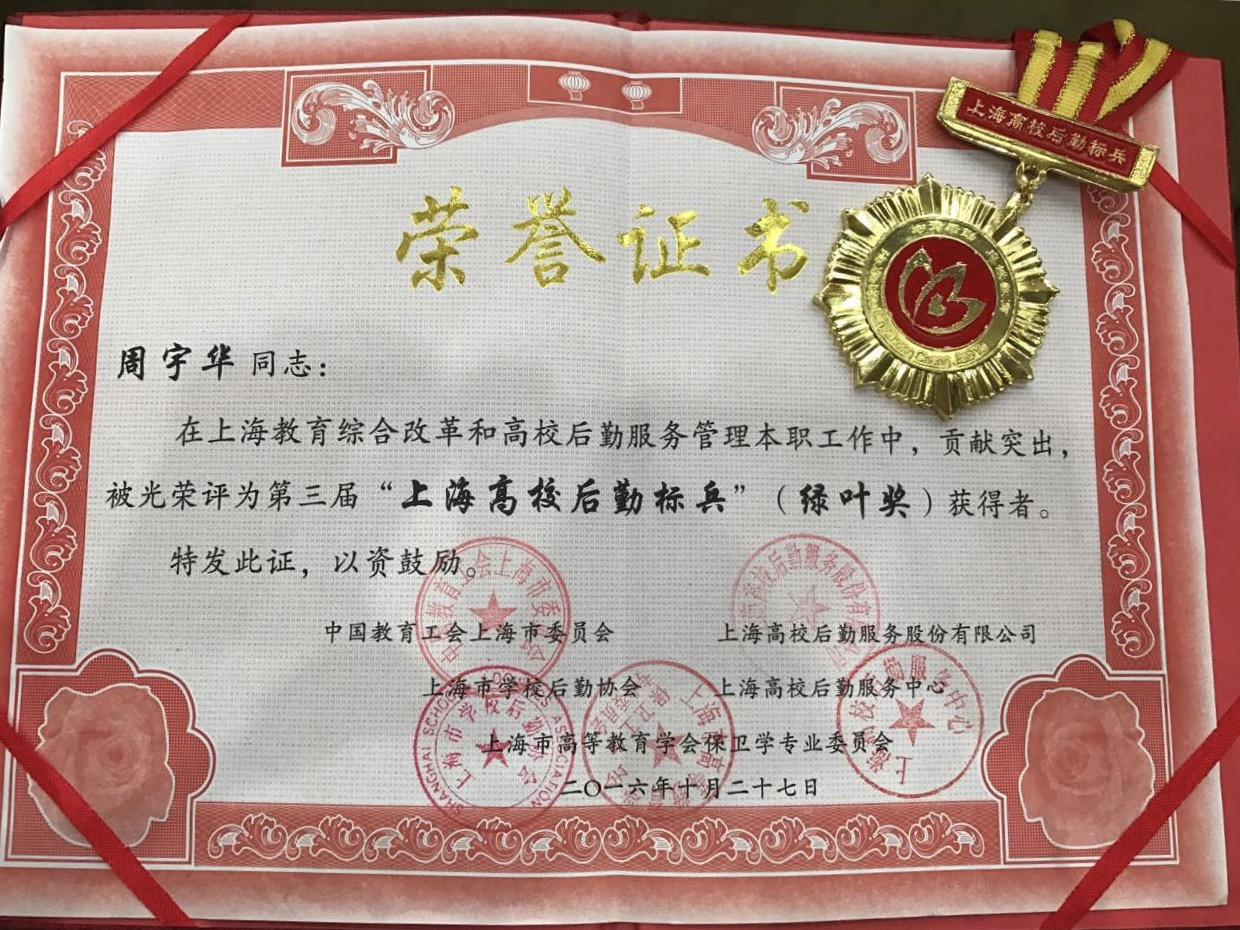 上海高校后勤标兵
荣誉证书
周宇华 同志：
在上海教育综合改革和高校后勤服务管理本职工作中，贡献突出，
被光荣评为第三届“上海高校后勤标兵”（绿叶奖）获得者。
特发此证，以资鼓励。
中国教育工会上海市委员会 上海高校后勤服务股份有限公司
上海市学校后勤协会 上海高校后勤服务中心
上海市高等教育学会保卫学专业委员会
二〇一六年十月二十七日